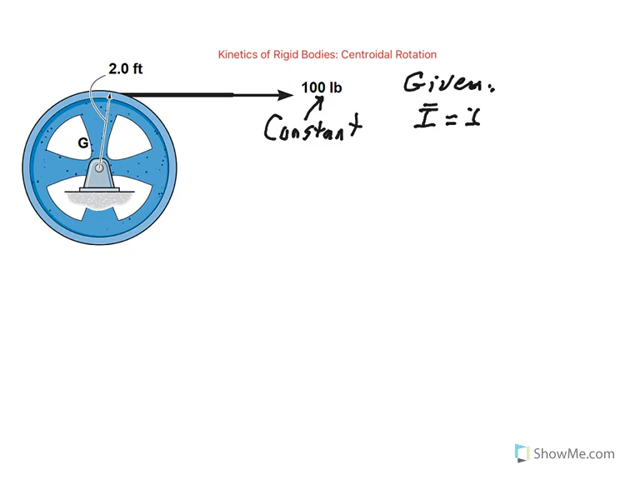 Kinetics of Rigid Bodies: Centroidal Rotation
2.0 ft
100 lb
Given:
Constant
Ī =
G
ShowMe.com